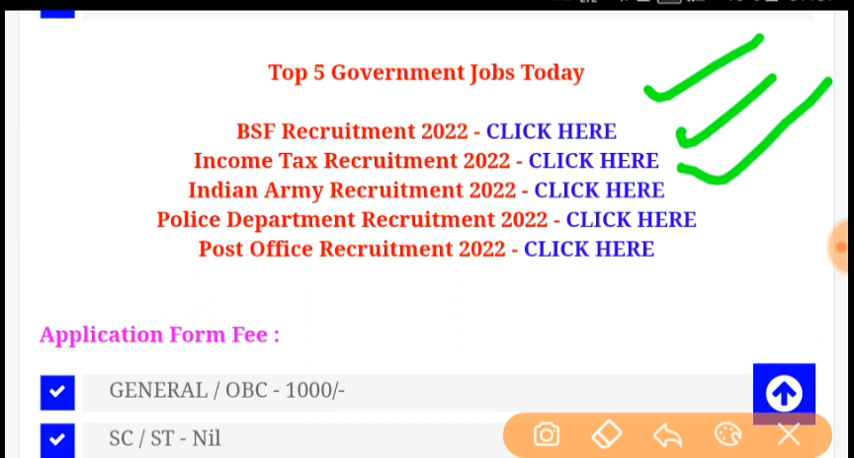 Top 5 Government Jobs Today
BSF Recruitment 2022 - CLICK HERE
Income Tax Recruitment 2022 - CLICK HERE
Indian Army Recruitment 2022 - CLICK HERE
Police Department Recruitment 2022 - CLICK HERE
Post Office Recruitment 2022 - CLICK HERE
Application Form Fee :
GENERAL / OBC - 1000/-
SC / ST - Nil